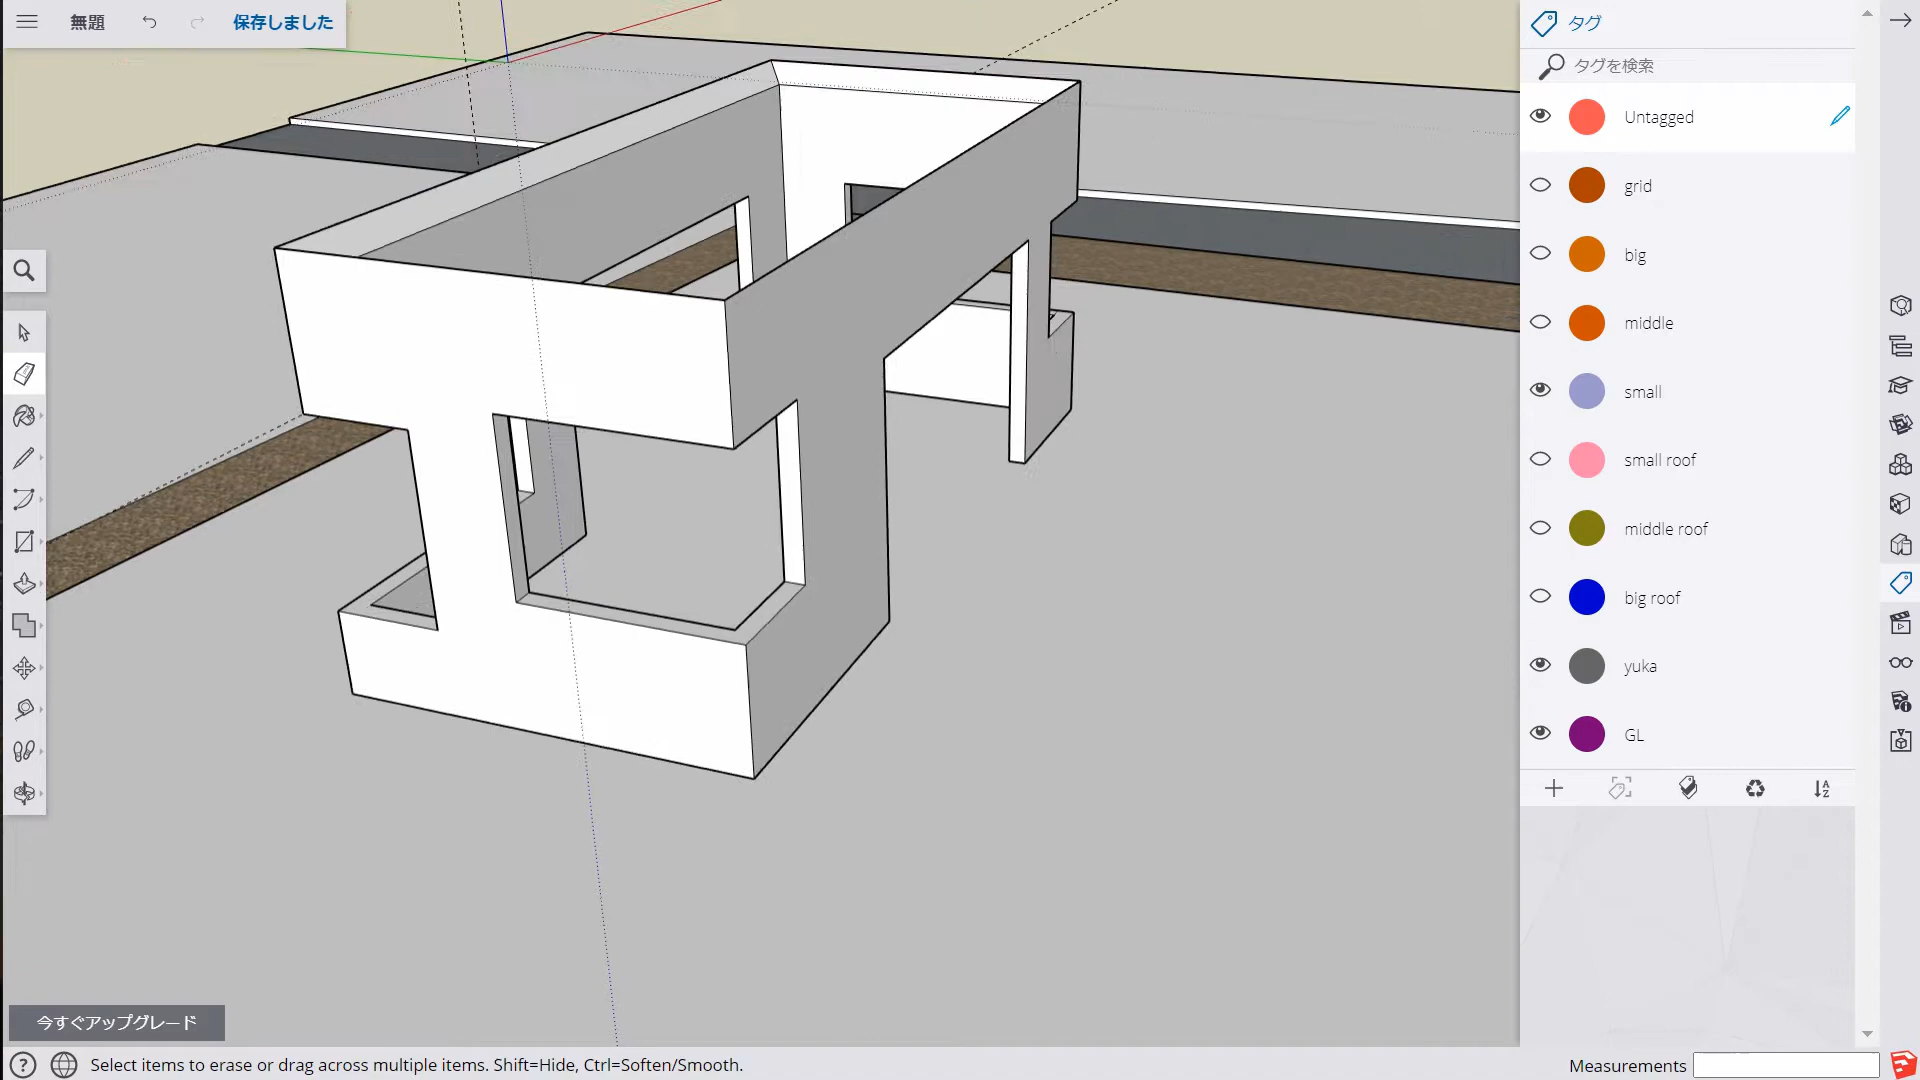 無題
保存しました
タグ
タグを検索
Untagged
grid
big
middle
small
small roof
middle roof
big roof
yuka
GL
今すぐアップグレード
Select items to erase or drag across multiple items. Shift=Hide, Ctrl=Soften/Smooth.
Measurements